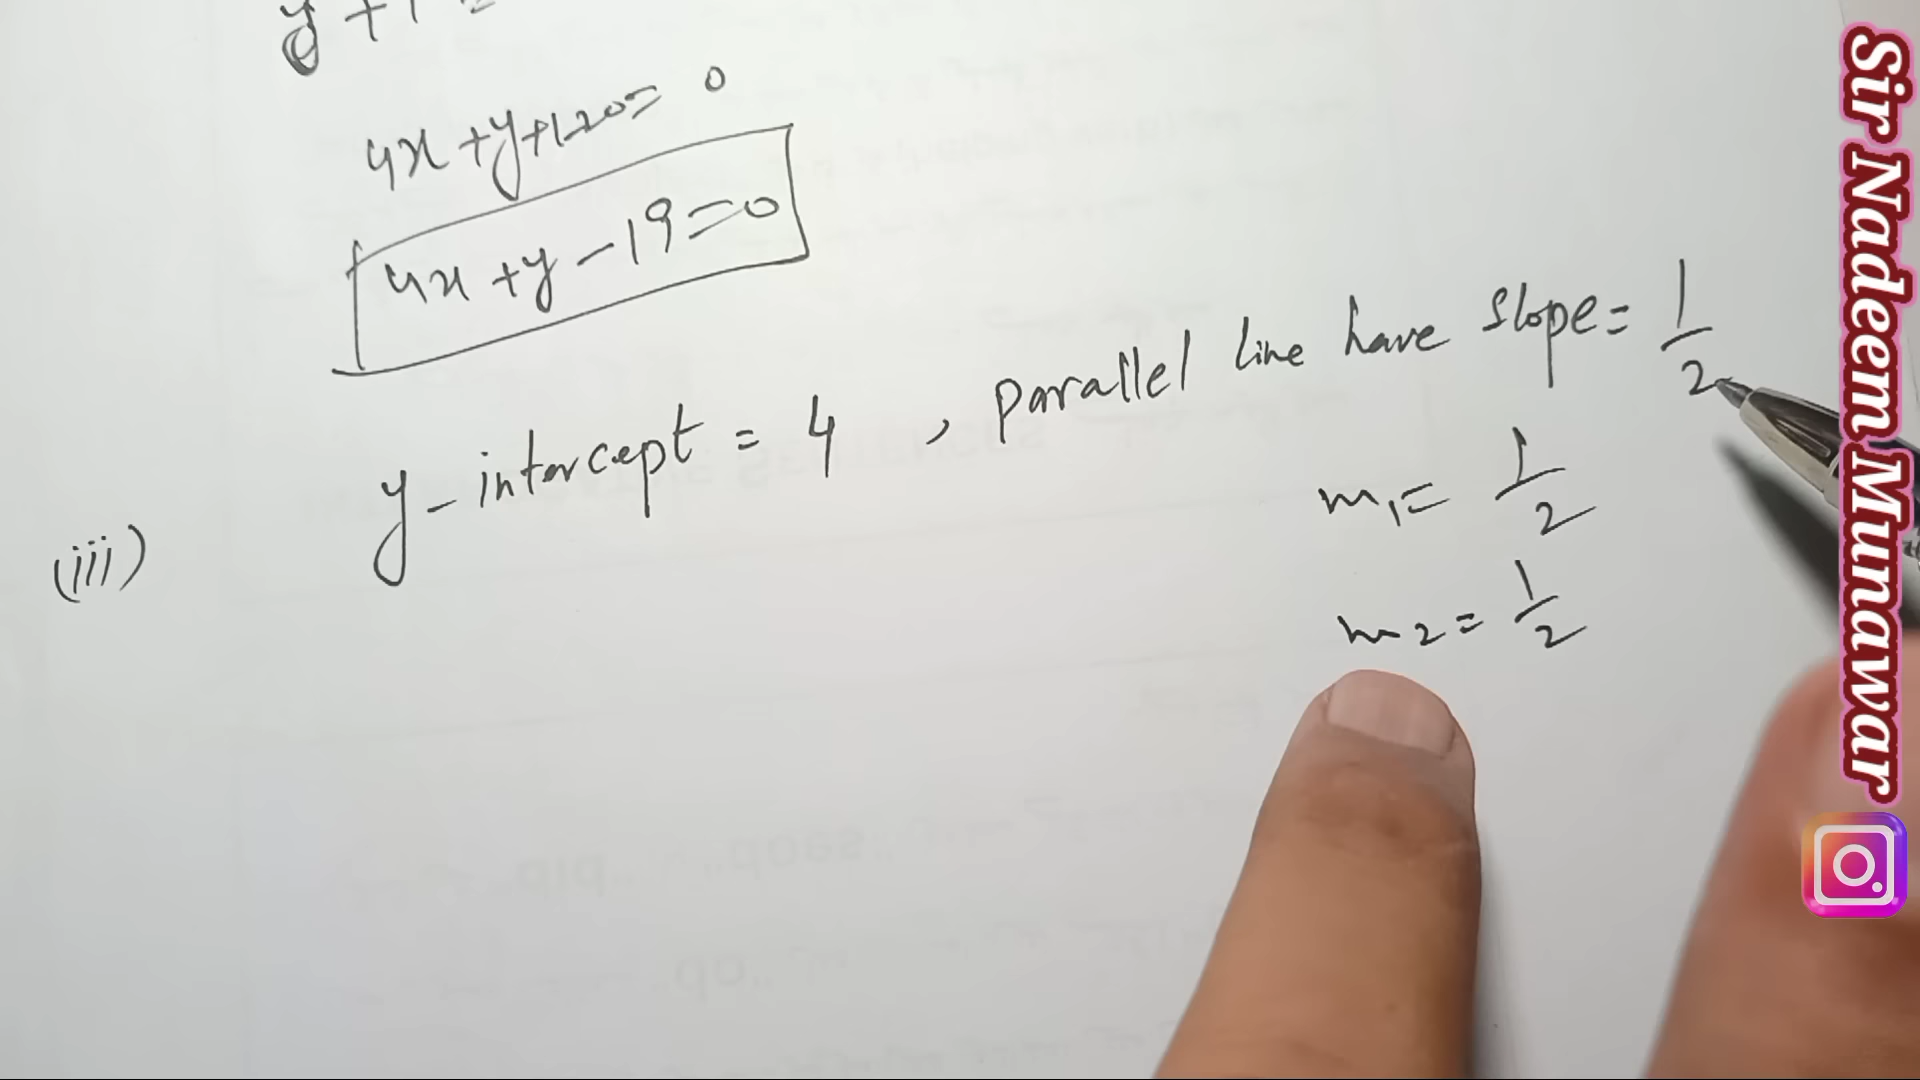 y+1=
4x+y+1-20=0
4x+y-19=0
(iii) y-intercept = 4 , parallel line have slope= 1/2
m₁= 1/2
m₂= 1/2
Sir Nadeem Munawar